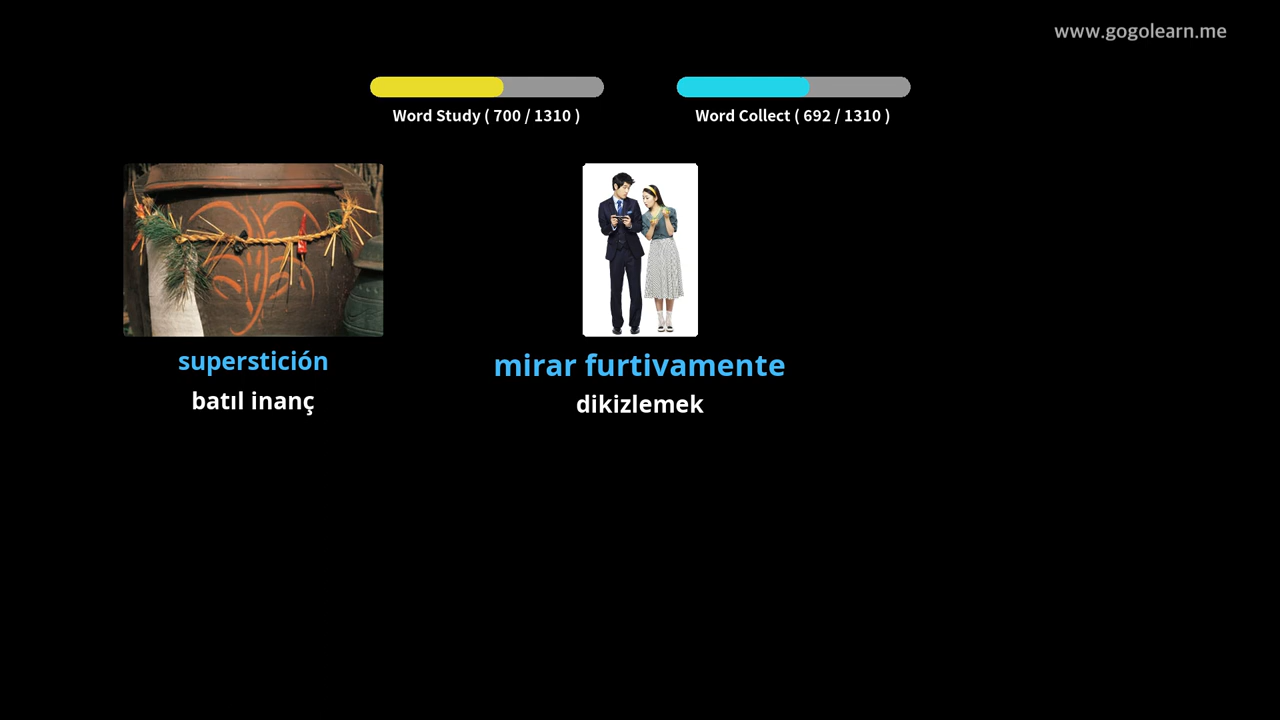 www.gogolearn.me
Word Study ( 700 / 1310 )
Word Collect ( 692 / 1310 )
superstición
batıl inanç
mirar furtivamente
dikizlemek